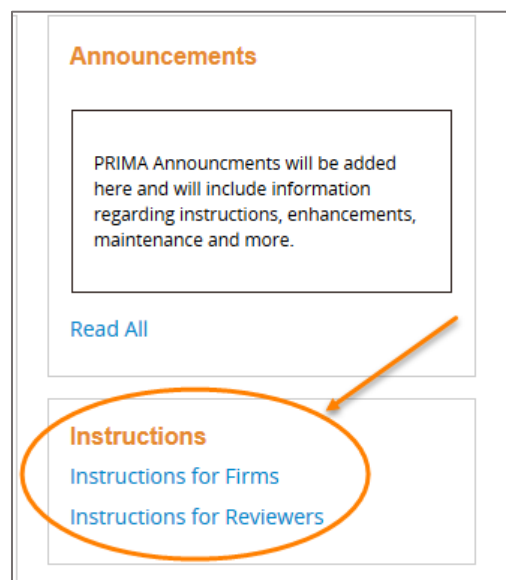 Announcements
PRIMA Announcments will be added
here and will include information
regarding instructions, enhancements,
maintenance and more.
Read All
Instructions
Instructions for Firms
Instructions for Reviewers